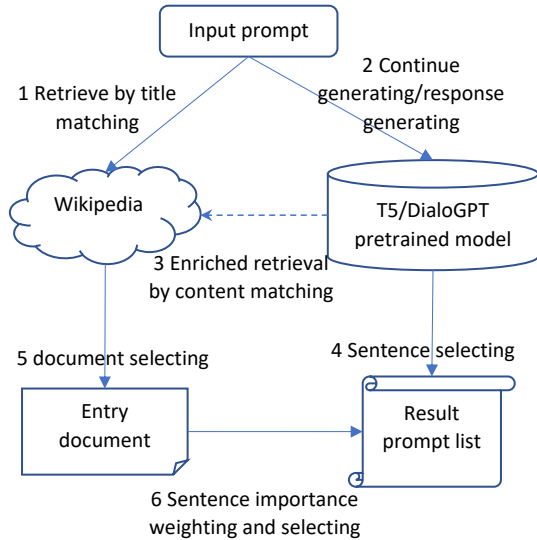 Input prompt
1 Retrieve by title
matching
2 Continue
generating/response
generating
Wikipedia
T5/DialoGPT
pretrained model
3 Enriched retrieval
by content matching
5 document selecting
4 Sentence selecting
Entry
document
Result
prompt list
6 Sentence importance
weighting and selecting